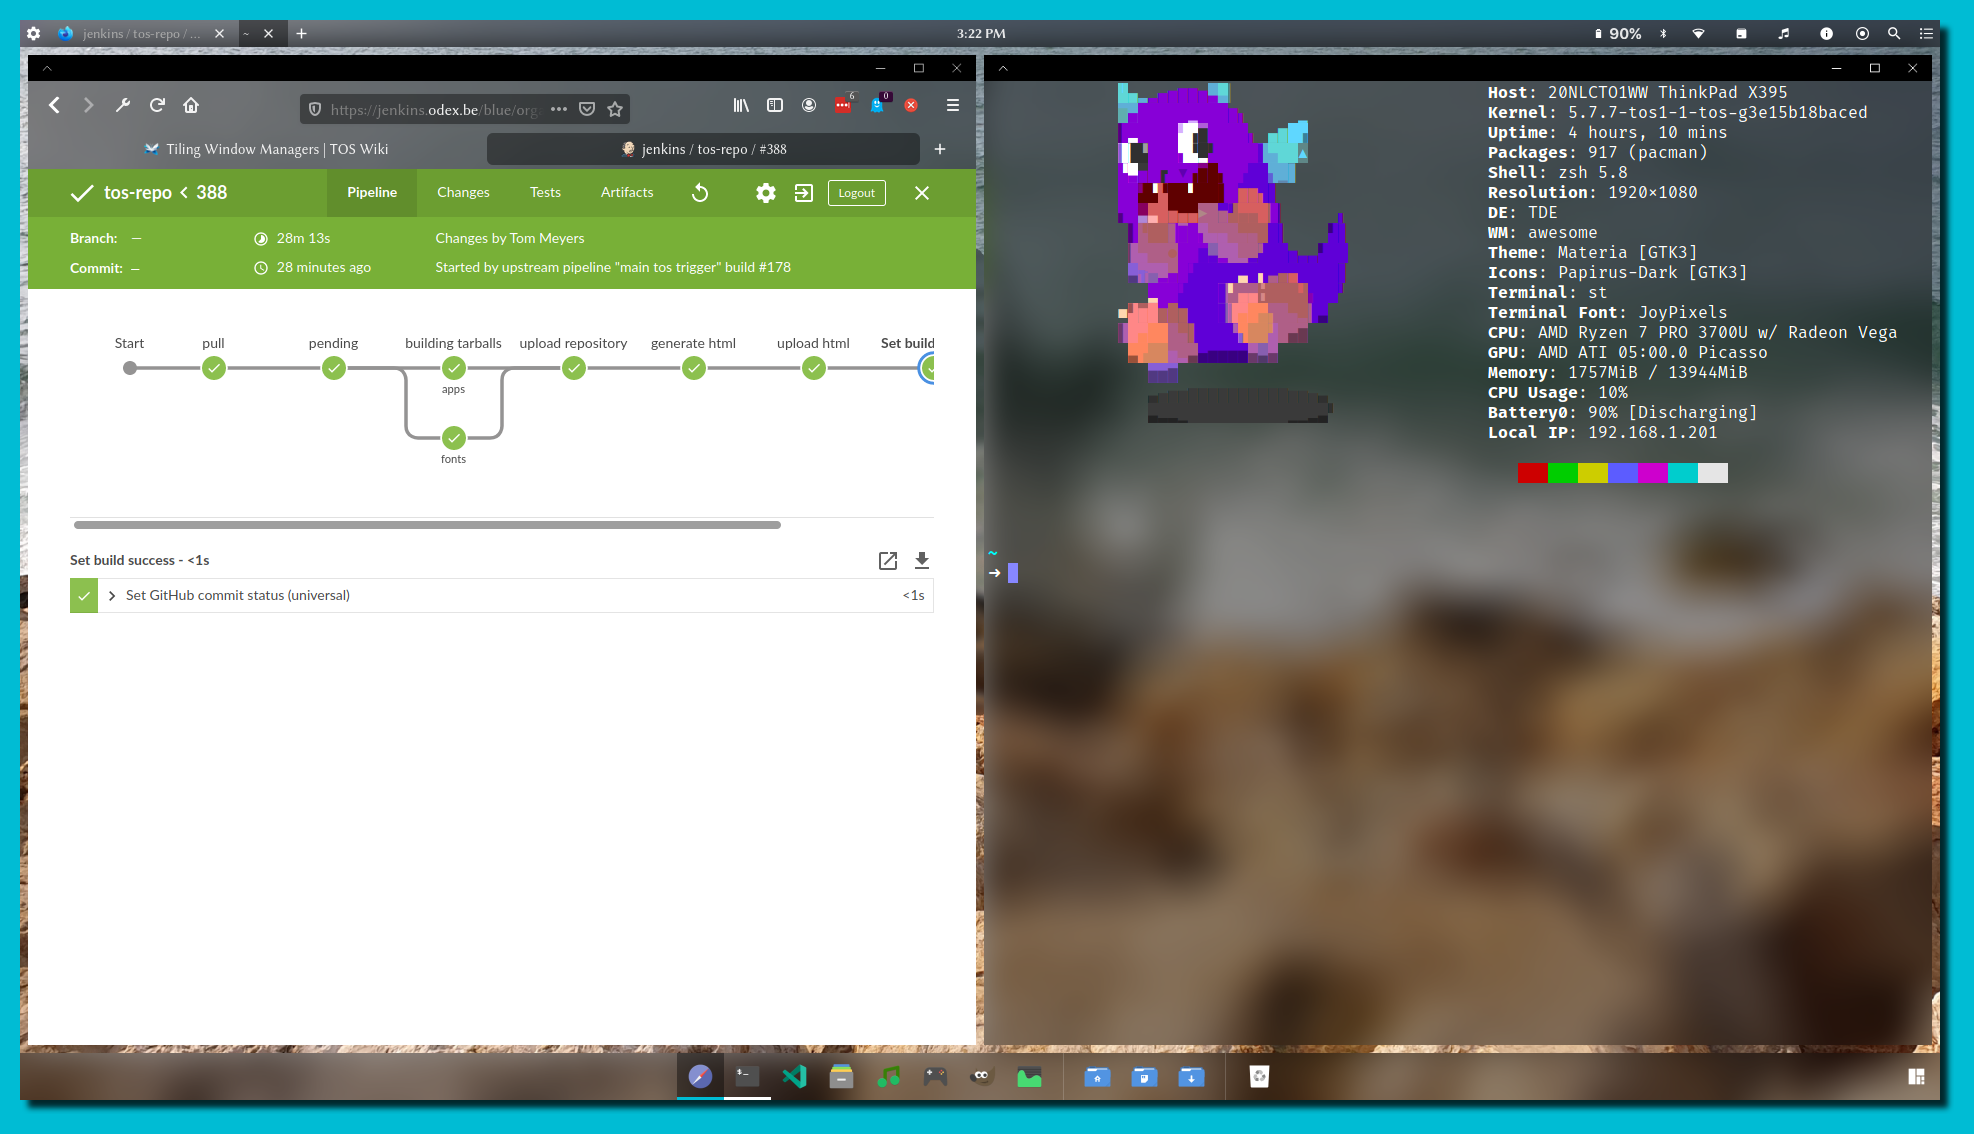 jenkins / tos-repo / ...
~
3:22 PM
90%
https://jenkins.odex.be/blue/org
6
0
Tiling Window Managers | TOS Wiki
jenkins / tos-repo / #388
tos-repo < 388
Pipeline
Changes
Tests
Artifacts
Logout
Branch: —
28m 13s
Changes by Tom Meyers
Commit: —
28 minutes ago
Started by upstream pipeline "main tos trigger" build #178
Start
pull
pending
building tarballs
upload repository
generate html
upload html
Set build
apps
fonts
Set build success - <1s
Set GitHub commit status (universal)
<1s
Host: 20NLCTO1WW ThinkPad X395
Kernel: 5.7.7-tos1-1-tos-g3e15b18baced
Uptime: 4 hours, 10 mins
Packages: 917 (pacman)
Shell: zsh 5.8
Resolution: 1920×1080
DE: TDE
WM: awesome
Theme: Materia [GTK3]
Icons: Papirus-Dark [GTK3]
Terminal: st
Terminal Font: JoyPixels
CPU: AMD Ryzen 7 PRO 3700U w/ Radeon Vega
GPU: AMD ATI 05:00.0 Picasso
Memory: 1757MiB / 13944MiB
CPU Usage: 10%
Battery0: 90% [Discharging]
Local IP: 192.168.1.201
~
➜